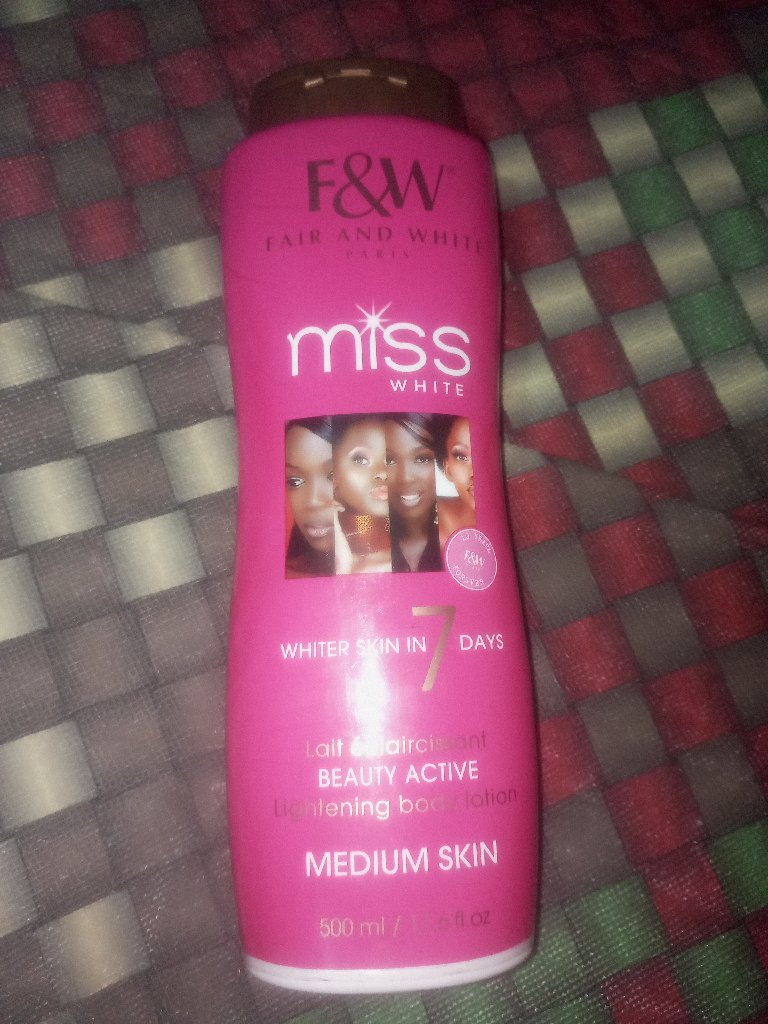 F&W
FAIR AND WHITE
PARIS
miss
WHITE
F&W
WHITER SKIN IN 7 DAYS
Lait éclaircissant
BEAUTY ACTIVE
Lightening body lotion
MEDIUM SKIN
500 ml / fl oz